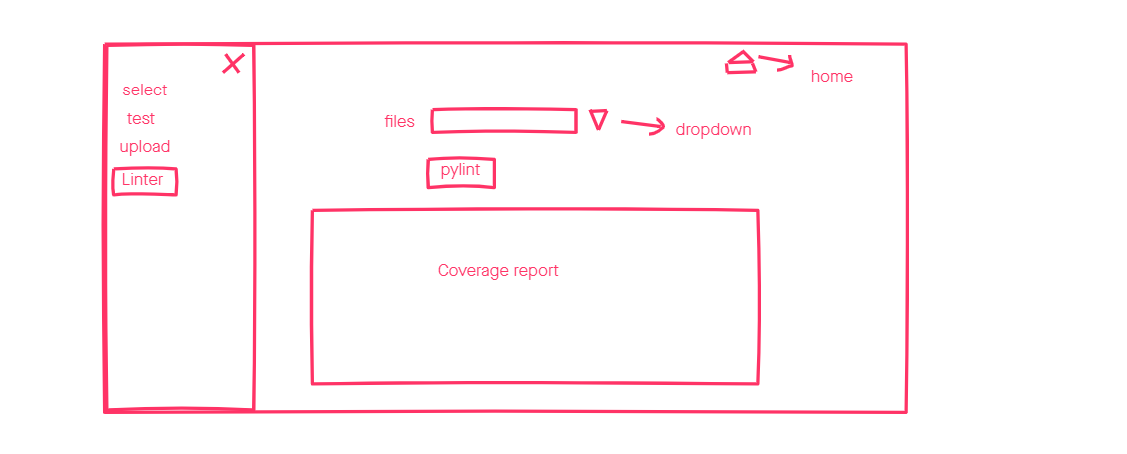 select
test
upload
Linter
home
files
dropdown
pylint
Coverage report